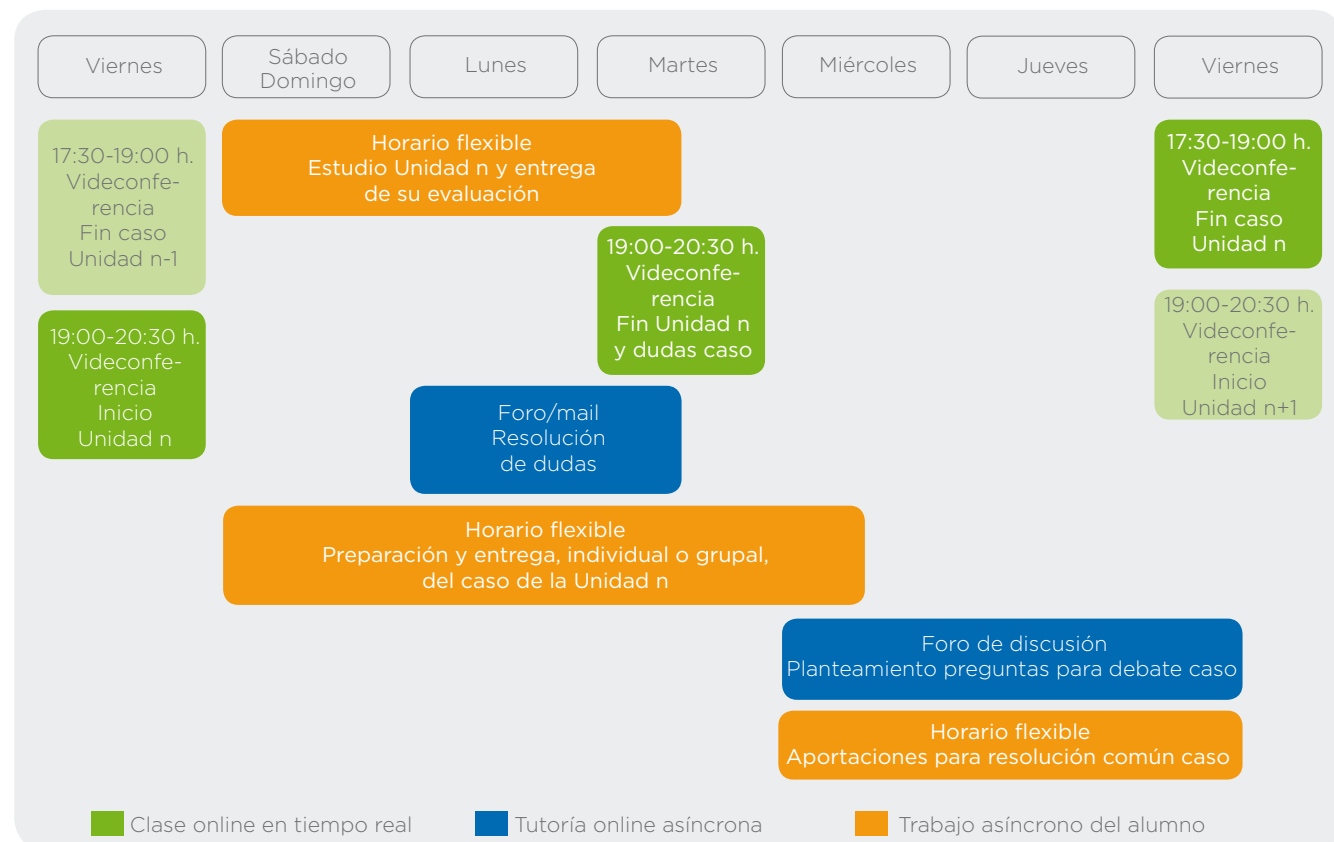 Viernes
Sábado
Domingo
Lunes
Martes
Miércoles
Jueves
Viernes
17:30-19:00 h.
Videconfe-
rencia
Fin caso
Unidad n-1
19:00-20:30 h.
Videconfe-
rencia
Inicio
Unidad n
Horario flexible
Estudio Unidad n y entrega
de su evaluación
19:00-20:30 h.
Videconfe-
rencia
Fin Unidad n
y dudas caso
Foro/mail
Resolución
de dudas
Horario flexible
Preparación y entrega, individual o grupal,
del caso de la Unidad n
Foro de discusión
Planteamiento preguntas para debate caso
Horario flexible
Aportaciones para resolución común caso
17:30-19:00 h.
Videconfe-
rencia
Fin caso
Unidad n
19:00-20:30 h.
Videconfe-
rencia
Inicio
Unidad n+1
Clase online en tiempo real
Tutoría online asíncrona
Trabajo asíncrono del alumno